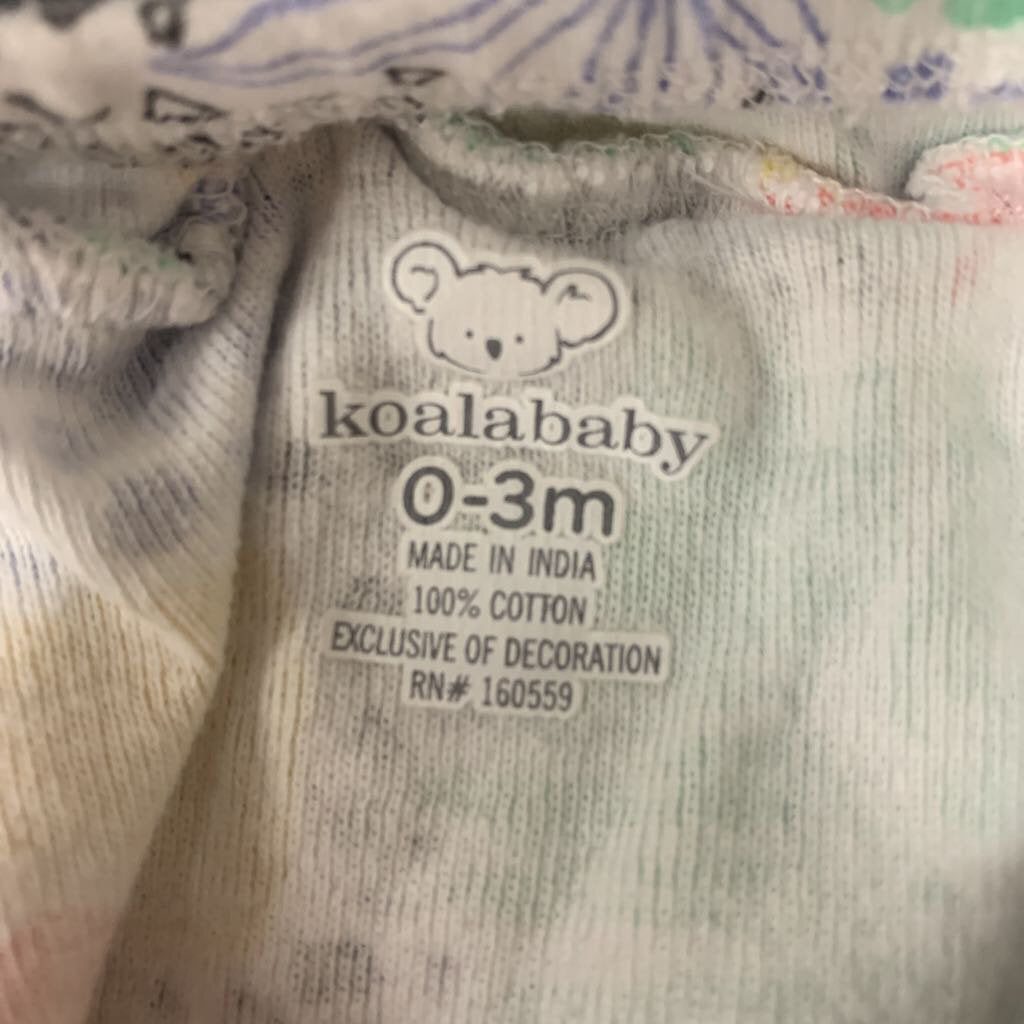 koalababy
0-3m
MADE IN INDIA
100% COTTON
EXCLUSIVE OF DECORATION
RN# 160559